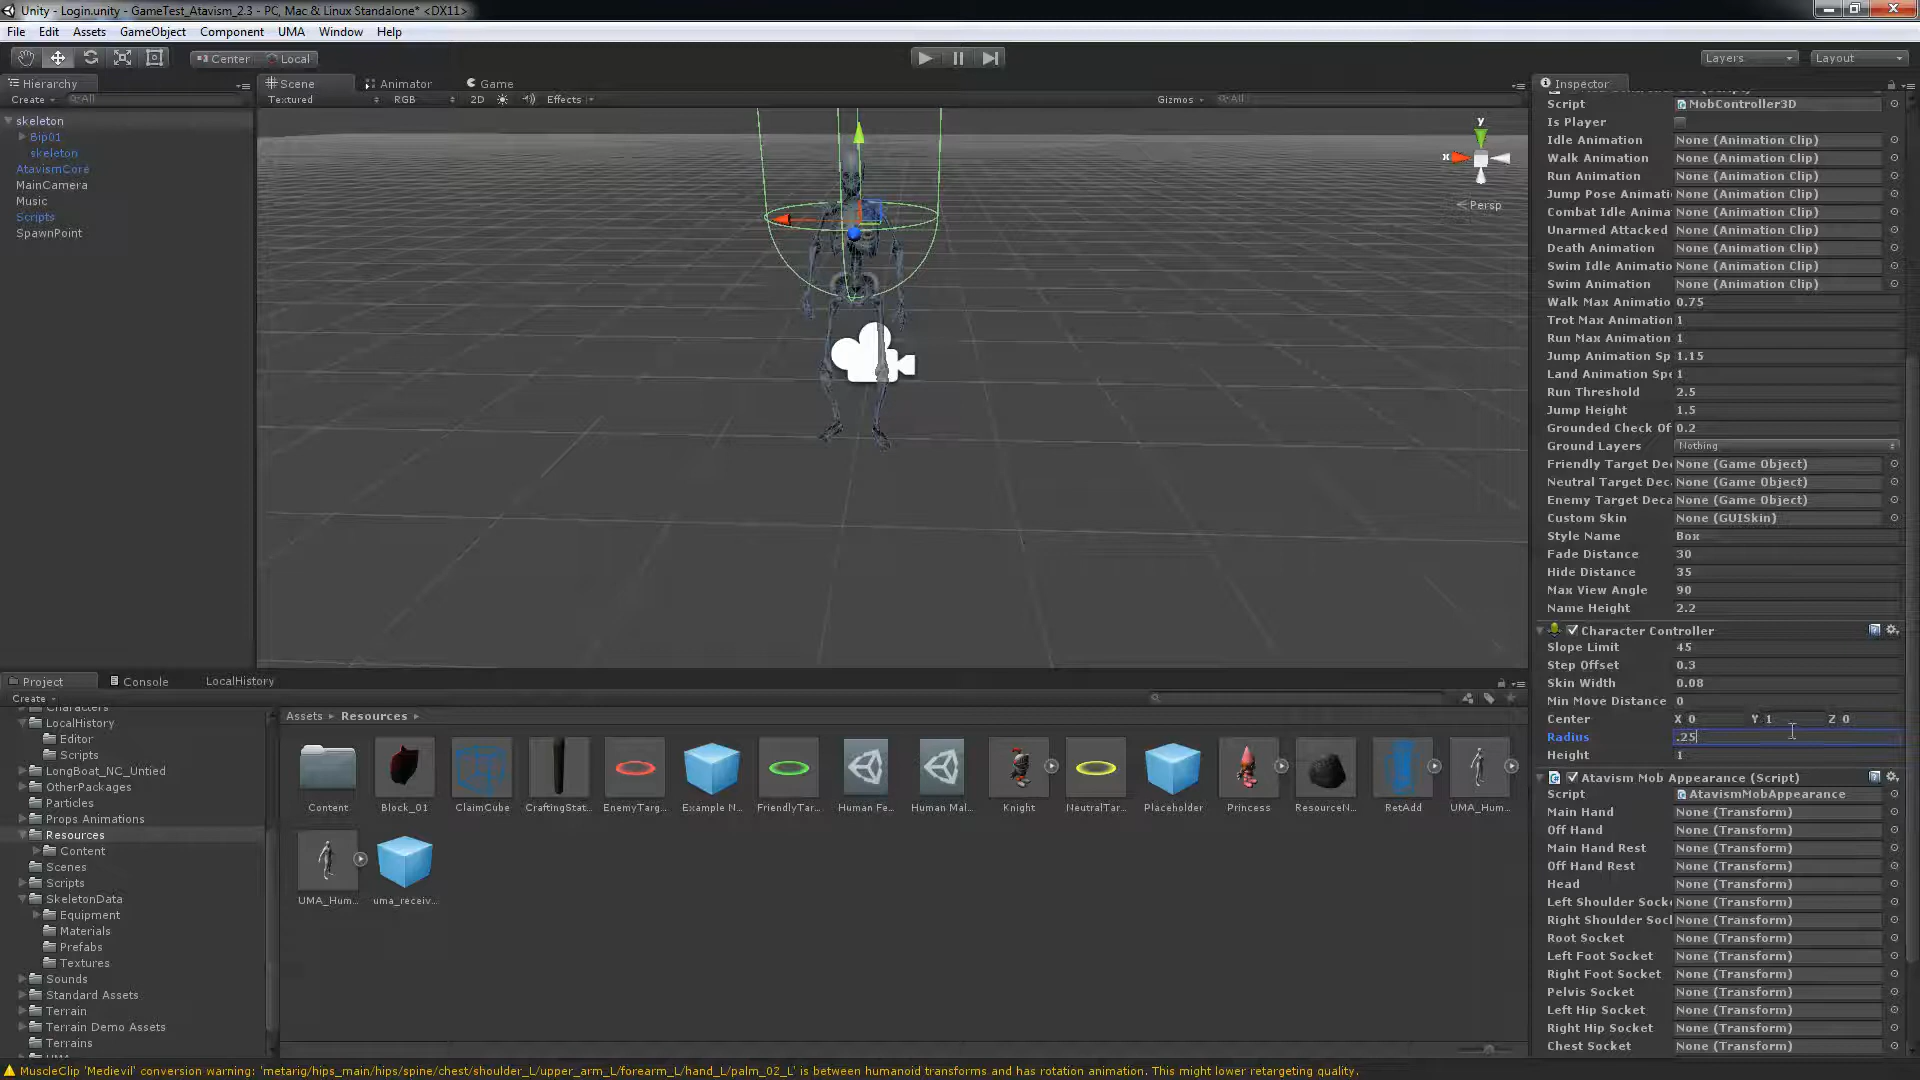 Unity - Login.unity - GameTest_Atavism_2.3 - PC, Mac & Linux Standalone* <DX11>
File Edit Assets GameObject Component UMA Window Help
Center Local Layers Layout
Hierarchy
Create All
skeleton
Bip01
skeleton
AtavismCore
MainCamera
Music
Scripts
SpawnPoint
Scene Animator Game
Textured RGB 2D Effects Gizmos All
y
x
Persp
Inspector
Script MobController3D
Is Player
Idle Animation None (Animation Clip)
Walk Animation None (Animation Clip)
Run Animation None (Animation Clip)
Jump Pose Animati None (Animation Clip)
Combat Idle Anima None (Animation Clip)
Unarmed Attacked None (Animation Clip)
Death Animation None (Animation Clip)
Swim Idle Animatio None (Animation Clip)
Swim Animation None (Animation Clip)
Walk Max Animatio 0.75
Trot Max Animation 1
Run Max Animation 1
Jump Animation Sp 1.15
Land Animation Spe 1
Run Threshold 2.5
Jump Height 1.5
Grounded Check Of 0.2
Ground Layers Nothing
Friendly Target Dec None (Game Object)
Neutral Target Dec None (Game Object)
Enemy Target Deca None (Game Object)
Custom Skin None (GUISkin)
Style Name Box
Fade Distance 30
Hide Distance 35
Max View Angle 90
Name Height 2.2
Character Controller
Slope Limit 45
Step Offset 0.3
Skin Width 0.08
Min Move Distance 0
Center X 0 Y 1 Z 0
Radius .25
Height 1
Atavism Mob Appearance (Script)
Script AtavismMobAppearance
Main Hand None (Transform)
Off Hand None (Transform)
Main Hand Rest None (Transform)
Off Hand Rest None (Transform)
Head None (Transform)
Left Shoulder Sock None (Transform)
Right Shoulder Soc None (Transform)
Root Socket None (Transform)
Left Foot Socket None (Transform)
Right Foot Socket None (Transform)
Pelvis Socket None (Transform)
Left Hip Socket None (Transform)
Right Hip Socket None (Transform)
Chest Socket None (Transform)
Project Console LocalHistory
Create
Characters
LocalHistory
Editor
Scripts
LongBoat_NC_Untied
OtherPackages
Particles
Props Animations
Resources
Content
Scenes
Scripts
SkeletonData
Equipment
Materials
Prefabs
Textures
Sounds
Standard Assets
Terrain
Terrain Demo Assets
Terrains
Assets Resources
Content Block_01 ClaimCube CraftingStat... EnemyTarg... Example N... FriendlyTar... Human Fe... Human Mal... Knight NeutralTar... Placeholder Princess ResourceN... RetAdd UMA_Hum...
UMA_Hum... uma_receiv...
MuscleClip 'Medievil' conversion warning: 'metarig/hips_main/hips/spine/chest/shoulder_L/upper_arm_L/forearm_L/hand_L/palm_02_L' is between humanoid transforms and has rotation animation. This might lower retargeting quality.